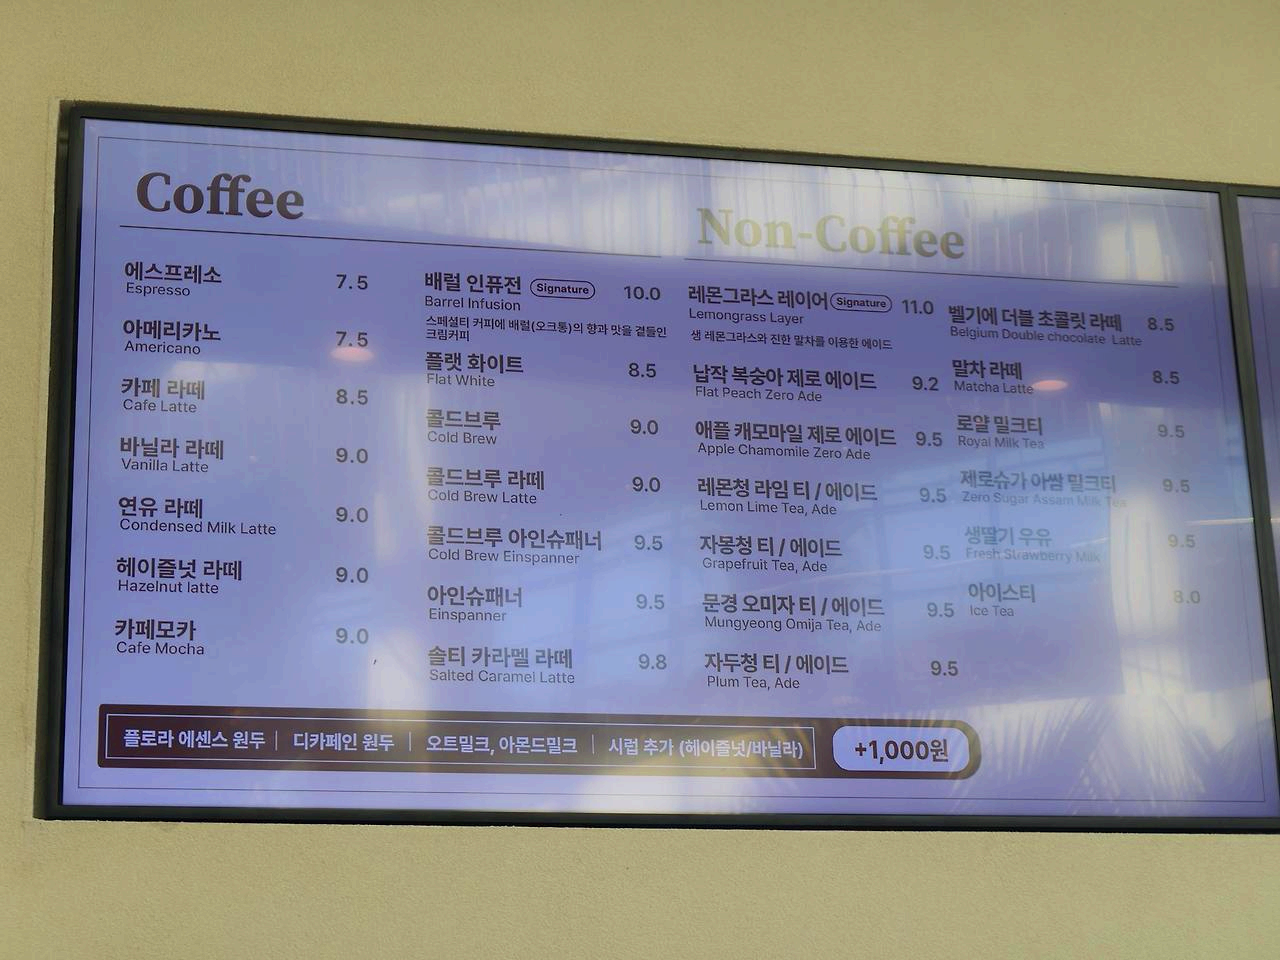 Coffee
에스프레소 7.5
Espresso
아메리카노 7.5
Americano
카페 라떼 8.5
Cafe Latte
바닐라 라떼 9.0
Vanilla Latte
연유 라떼 9.0
Condensed Milk Latte
헤이즐넛 라떼 9.0
Hazelnut latte
카페모카 9.0
Cafe Mocha
배럴 인퓨전 Signature 10.0
Barrel Infusion
스페셜티 커피에 배럴(오크통)의 향과 맛을 곁들인
크림커피
플랫 화이트 8.5
Flat White
콜드브루 9.0
Cold Brew
콜드브루 라떼 9.0
Cold Brew Latte
콜드브루 아인슈패너 9.5
Cold Brew Einspanner
아인슈패너 9.5
Einspanner
솔티 카라멜 라떼 9.8
Salted Caramel Latte
Non-Coffee
레몬그라스 레이어 Signature 11.0
Lemongrass Layer
생 레몬그라스와 진한 말차를 이용한 에이드
납작 복숭아 제로 에이드 9.2
Flat Peach Zero Ade
애플 캐모마일 제로 에이드 9.5
Apple Chamomile Zero Ade
레몬청 라임 티 / 에이드 9.5
Lemon Lime Tea, Ade
자몽청 티 / 에이드 9.5
Grapefruit Tea, Ade
문경 오미자 티 / 에이드 9.5
Mungyeong Omija Tea, Ade
자두청 티 / 에이드 9.5
Plum Tea, Ade
벨기에 더블 초콜릿 라떼 8.5
Belgium Double chocolate Latte
말차 라떼 8.5
Matcha Latte
로얄 밀크티 9.5
Royal Milk Tea
제로슈가 아쌈 밀크티 9.5
Zero Sugar Assam Milk Tea
생딸기 우유 9.5
Fresh Strawberry Milk
아이스티 8.0
Ice Tea
플로라 에센스 원두 | 디카페인 원두 | 오트밀크, 아몬드밀크 | 시럽 추가 (헤이즐넛/바닐라) +1,000원